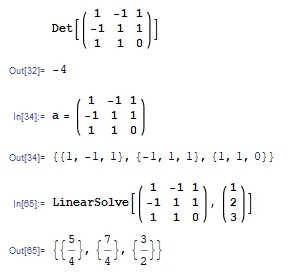 Det[( 1 -1 1
-1 1 1
1 1 0 )]
Out[32]= -4
In[34]:= a = ( 1 -1 1
-1 1 1
1 1 0 )
Out[34]= {{1, -1, 1}, {-1, 1, 1}, {1, 1, 0}}
In[65]:= LinearSolve[( 1 -1 1
-1 1 1
1 1 0 ), ( 1
2
3 )]
Out[65]= {{5/4}, {7/4}, {3/2}}